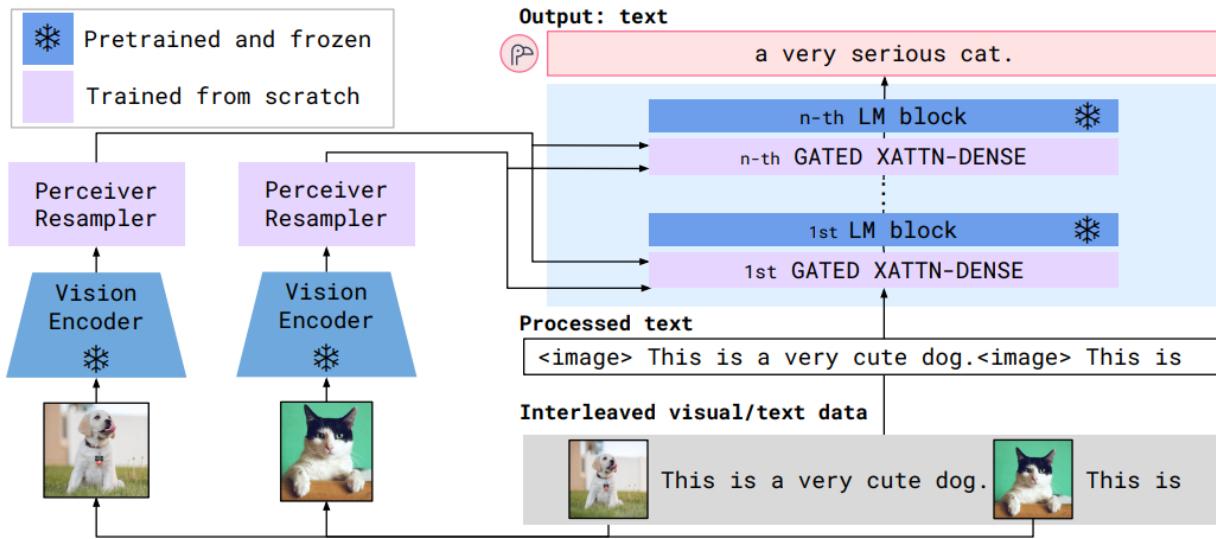 Pretrained and frozen
Trained from scratch
Output: text
a very serious cat.
n-th LM block
n-th GATED XATTN-DENSE
1st LM block
1st GATED XATTN-DENSE
Perceiver
Resampler
Perceiver
Resampler
Vision
Encoder
Vision
Encoder
Processed text
<image> This is a very cute dog.<image> This is
Interleaved visual/text data
This is a very cute dog.
This is